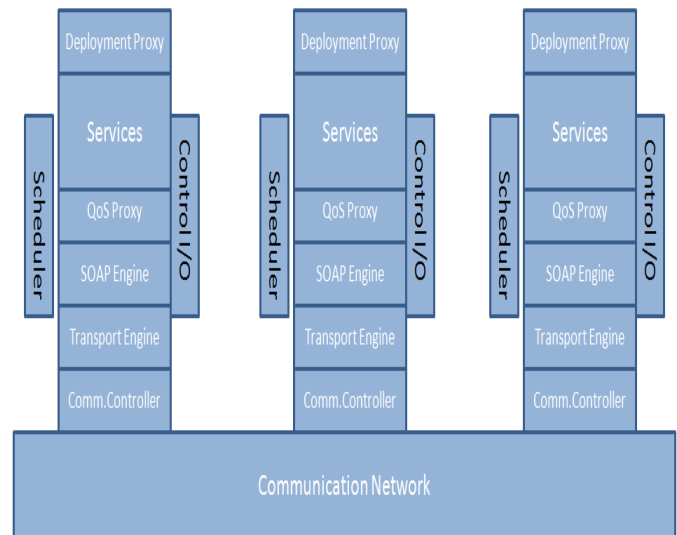 Deployment Proxy
Services
Scheduler
Control I/O
QoS Proxy
SOAP Engine
Transport Engine
Comm.Controller
Deployment Proxy
Services
Scheduler
Control I/O
QoS Proxy
SOAP Engine
Transport Engine
Comm.Controller
Deployment Proxy
Services
Scheduler
Control I/O
QoS Proxy
SOAP Engine
Transport Engine
Comm.Controller
Communication Network